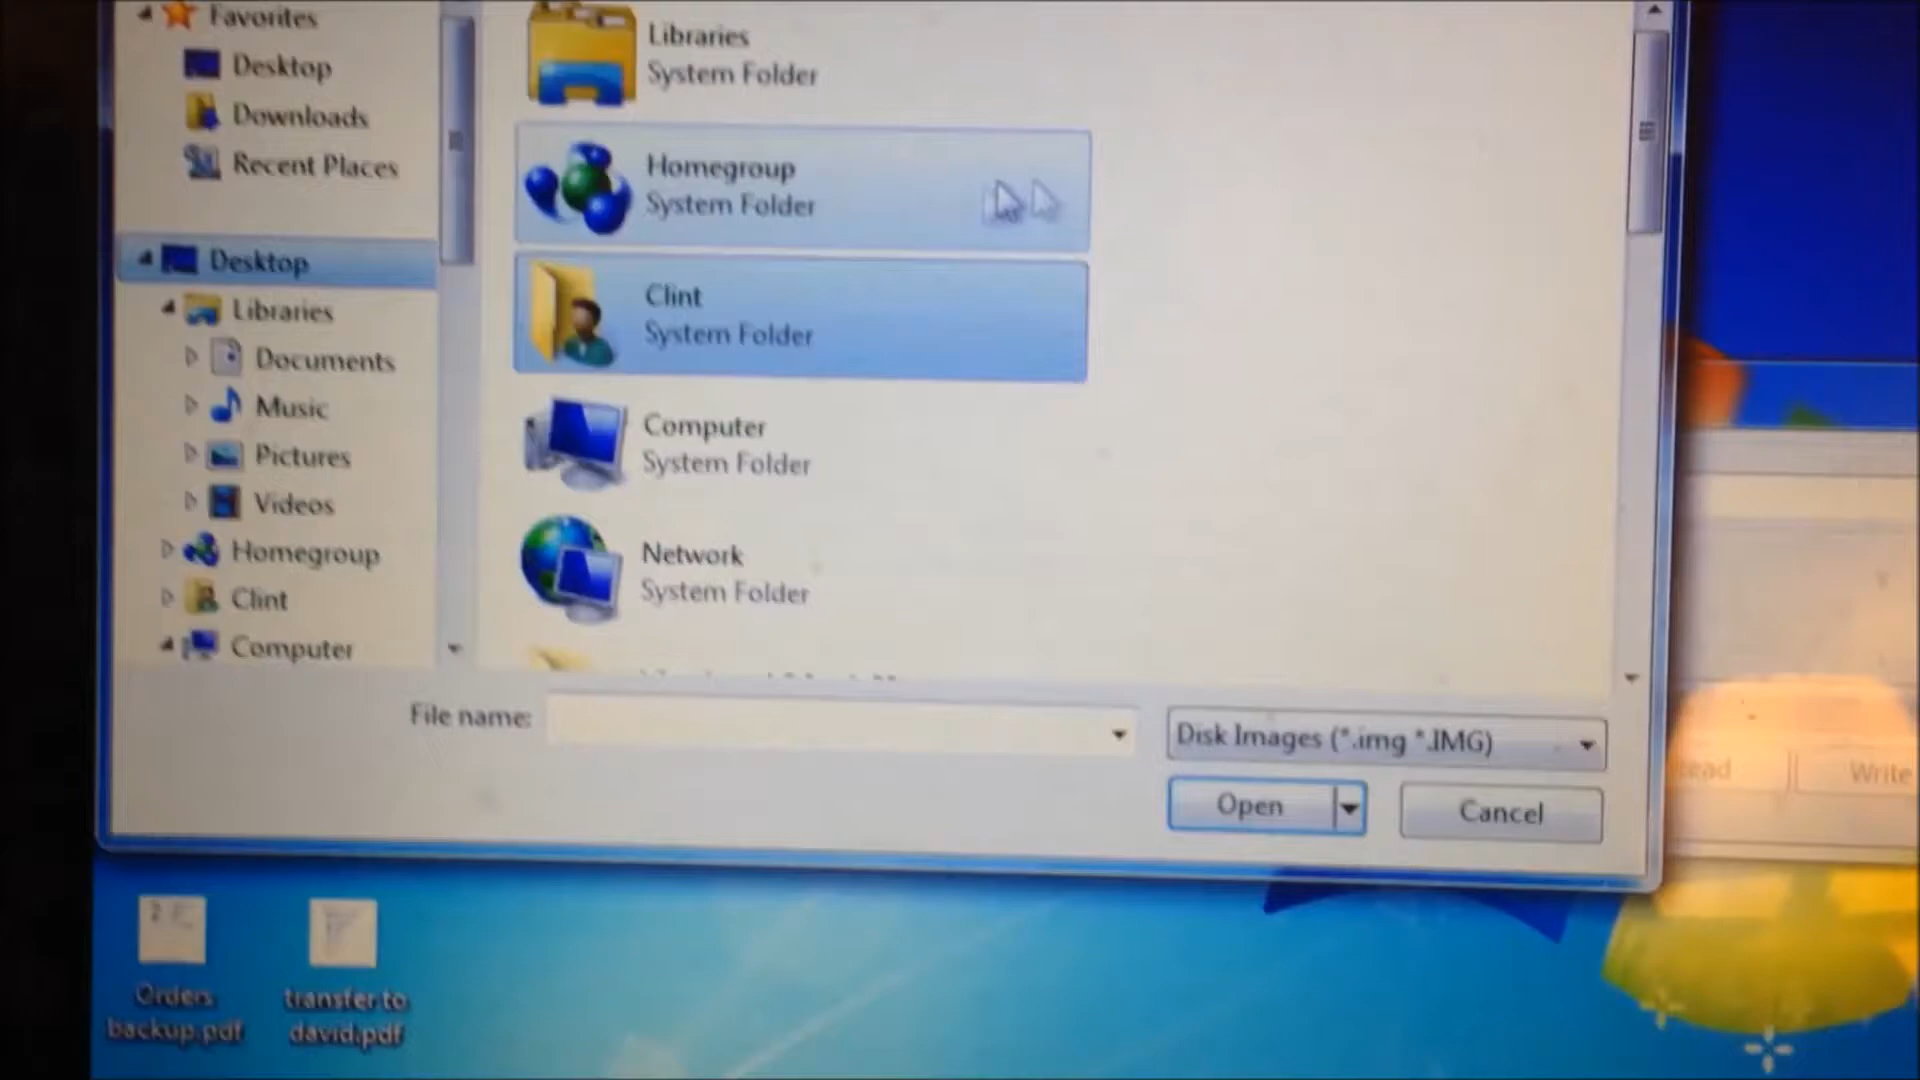 Favorites
Desktop
Downloads
Recent Places
Desktop
Libraries
Documents
Music
Pictures
Videos
Homegroup
Clint
Computer
Libraries
System Folder
Homegroup
System Folder
Clint
System Folder
Computer
System Folder
Network
System Folder
File name:
Disk Images (*.img *.IMG)
Open
Cancel
Write
Orders
backup.pdf
transfer to
david.pdf